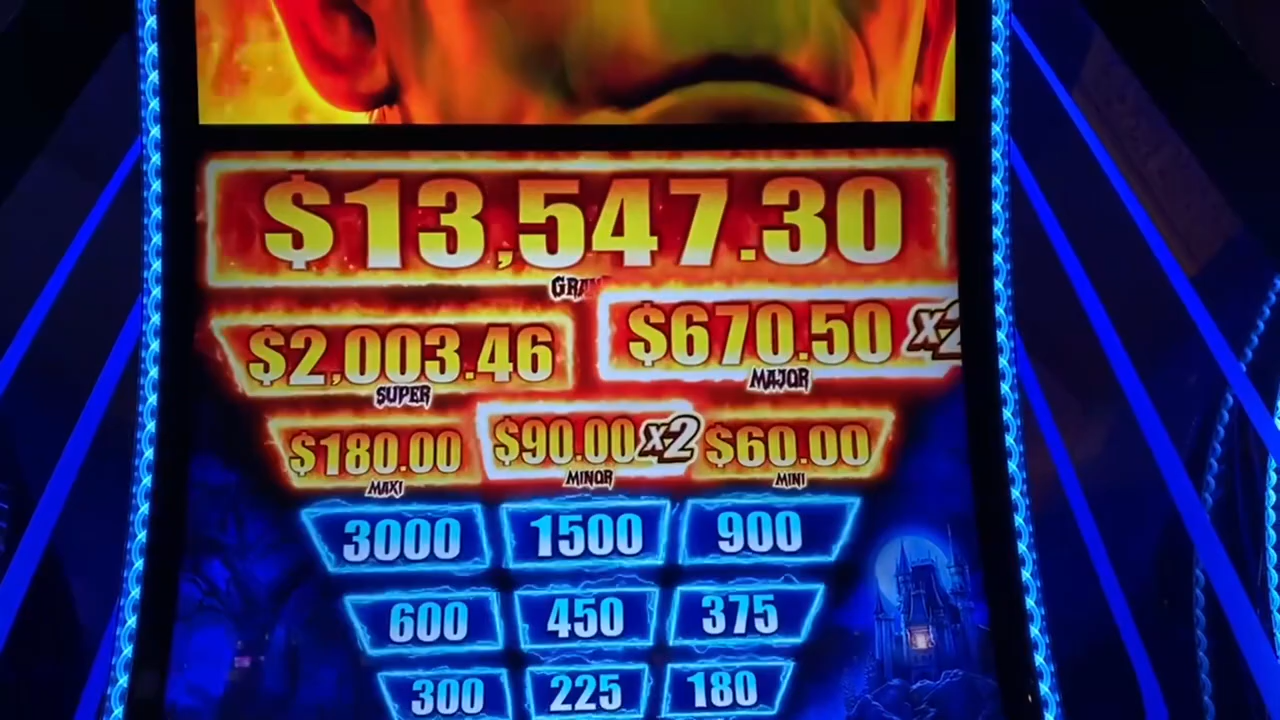 $13,547.30
GRAND
$2,003.46 $670.50 x2
SUPER MAJOR
$180.00 $90.00 x2 $60.00
MAXI MINOR MINI
3000 1500 900
600 450 375
300 225 180